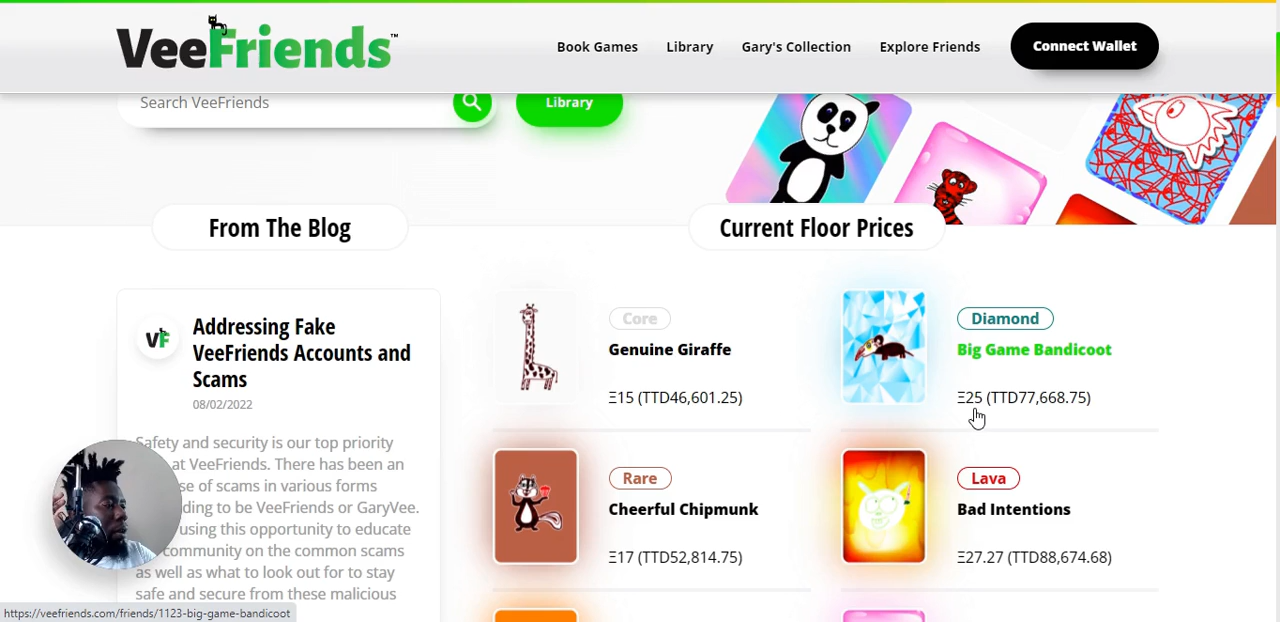 VeeFriends™
Book Games
Library
Gary's Collection
Explore Friends
Connect Wallet
Search VeeFriends
Library
From The Blog
Current Floor Prices
VF
Addressing Fake
VeeFriends Accounts and
Scams
08/02/2022
Safety and security is our top priority
at VeeFriends. There has been an
se of scams in various forms
ding to be VeeFriends or GaryVee.
using this opportunity to educate
community on the common scams
as well as what to look out for to stay
safe and secure from these malicious
Core
Genuine Giraffe
Ξ15 (TTD46,601.25)
Diamond
Big Game Bandicoot
Ξ25 (TTD77,668.75)
Rare
Cheerful Chipmunk
Ξ17 (TTD52,814.75)
Lava
Bad Intentions
Ξ27.27 (TTD88,674.68)
https://veefriends.com/friends/1123-big-game-bandicoot